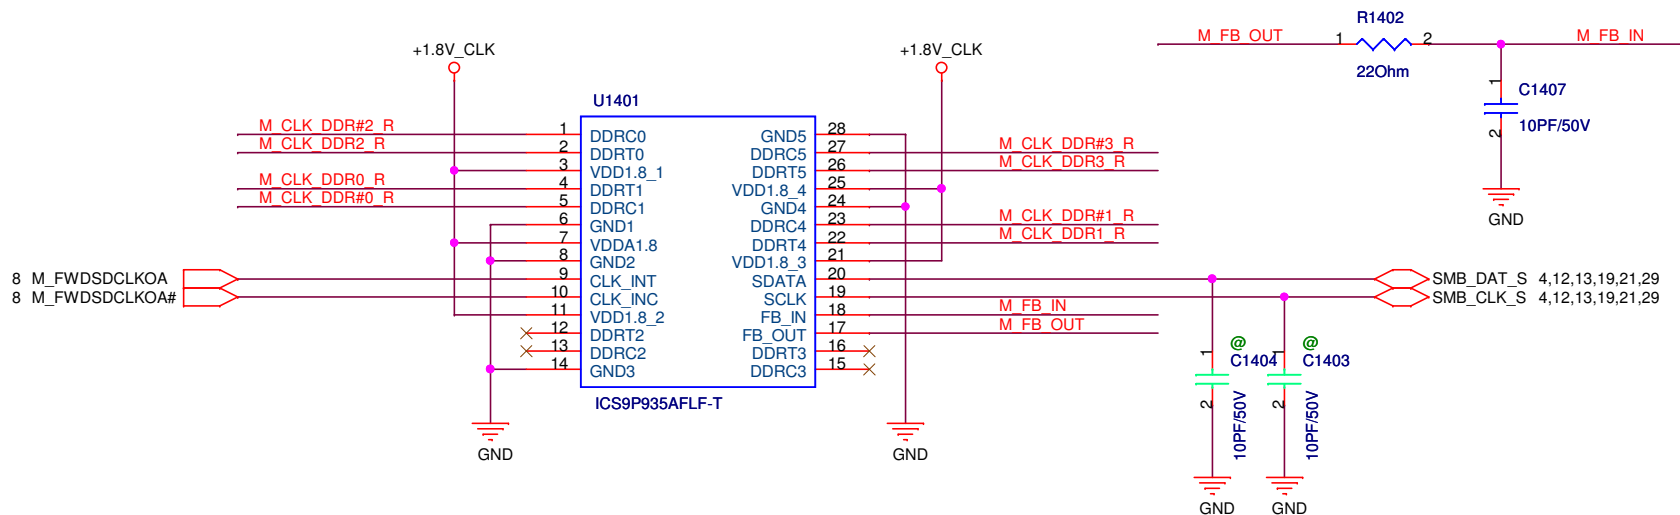 R1402
M_FB_OUT 1 2 M_FB_IN
22Ohm
1
C1407
10PF/50V
2
GND
+1.8V_CLK
+1.8V_CLK
U1401
M_CLK_DDR#2_R 1 DDRC0
M_CLK_DDR2_R 2 DDRT0
3 VDD1.8_1
M_CLK_DDR0_R 4 DDRT1
M_CLK_DDR#0_R 5 DDRC1
6 GND1
7 VDDA1.8
8 GND2
8 M_FWDSDCLKOA 9 CLK_INT
8 M_FWDSDCLKOA# 10 CLK_INC
11 VDD1.8_2
12 DDRT2
13 DDRC2
14 GND3
GND5 28
DDRC5 27 M_CLK_DDR#3_R
DDRT5 26 M_CLK_DDR3_R
VDD1.8_4 25
GND4 24
DDRC4 23 M_CLK_DDR#1_R
DDRT4 22 M_CLK_DDR1_R
VDD1.8_3 21
SDATA 20 SMB_DAT_S 4,12,13,19,21,29
SCLK 19 SMB_CLK_S 4,12,13,19,21,29
FB_IN 18 M_FB_IN
FB_OUT 17 M_FB_OUT
DDRT3 16
DDRC3 15
ICS9P935AFLF-T
GND
GND
@
1
C1404
2
10PF/50V
GND
@
1
C1403
2
10PF/50V
GND